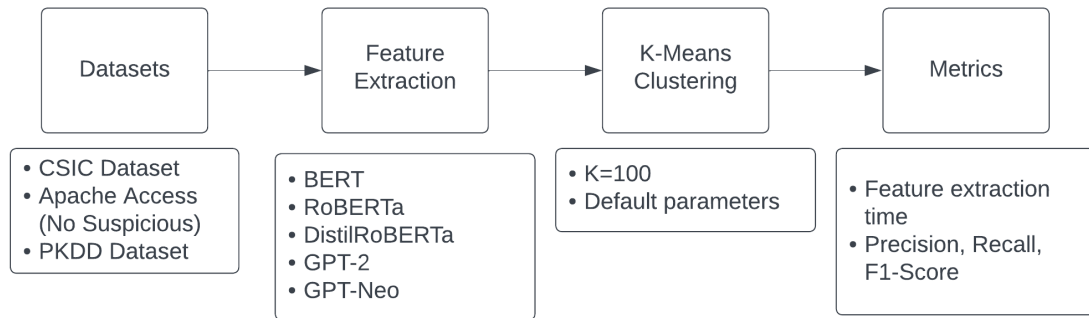 Datasets
Feature
Extraction
K-Means
Clustering
Metrics
• CSIC Dataset
• Apache Access
(No Suspicious)
• PKDD Dataset
• BERT
• RoBERTa
• DistilRoBERTa
• GPT-2
• GPT-Neo
• K=100
• Default parameters
• Feature extraction
time
• Precision, Recall,
F1-Score